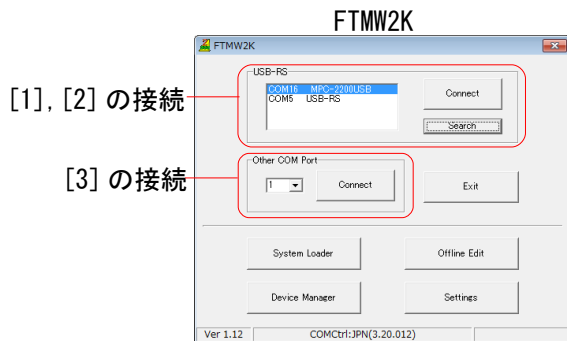 FTMW2K
FTMW2K
USB-RS
[1], [2] の接続
COM16 MPC-2200USB
COM5 USB-RS
Connect
Search
Other COM Port
[3] の接続
1
Connect
Exit
System Loader
Offline Edit
Device Manager
Settings
Ver 1.12
COMCtrl:JPN(3.20.012)